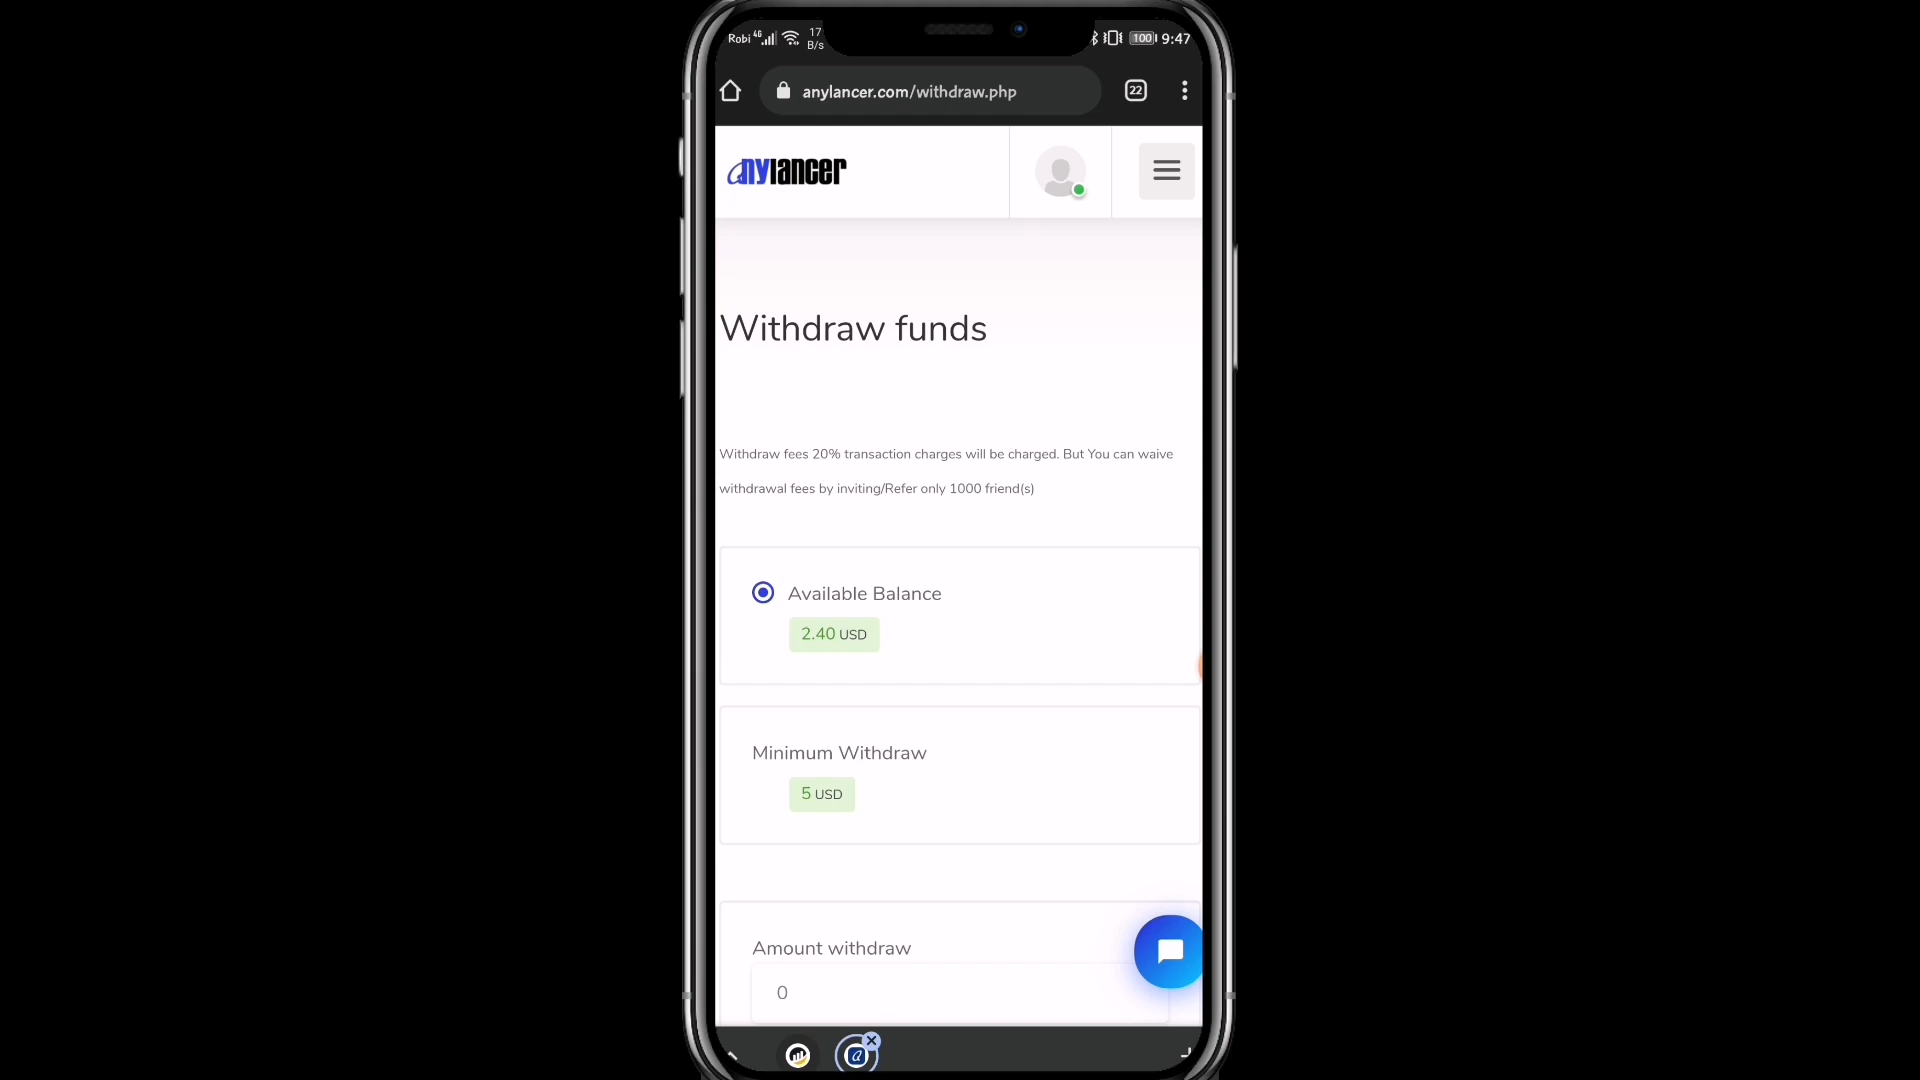 Robi 4G 17 B/s 100 9:47
anylancer.com/withdraw.php 22
anylancer
Withdraw funds
Withdraw fees 20% transaction charges will be charged. But You can waive
withdrawal fees by inviting/Refer only 1000 friend(s)
Available Balance
2.40 USD
Minimum Withdraw
5 USD
Amount withdraw
0
a